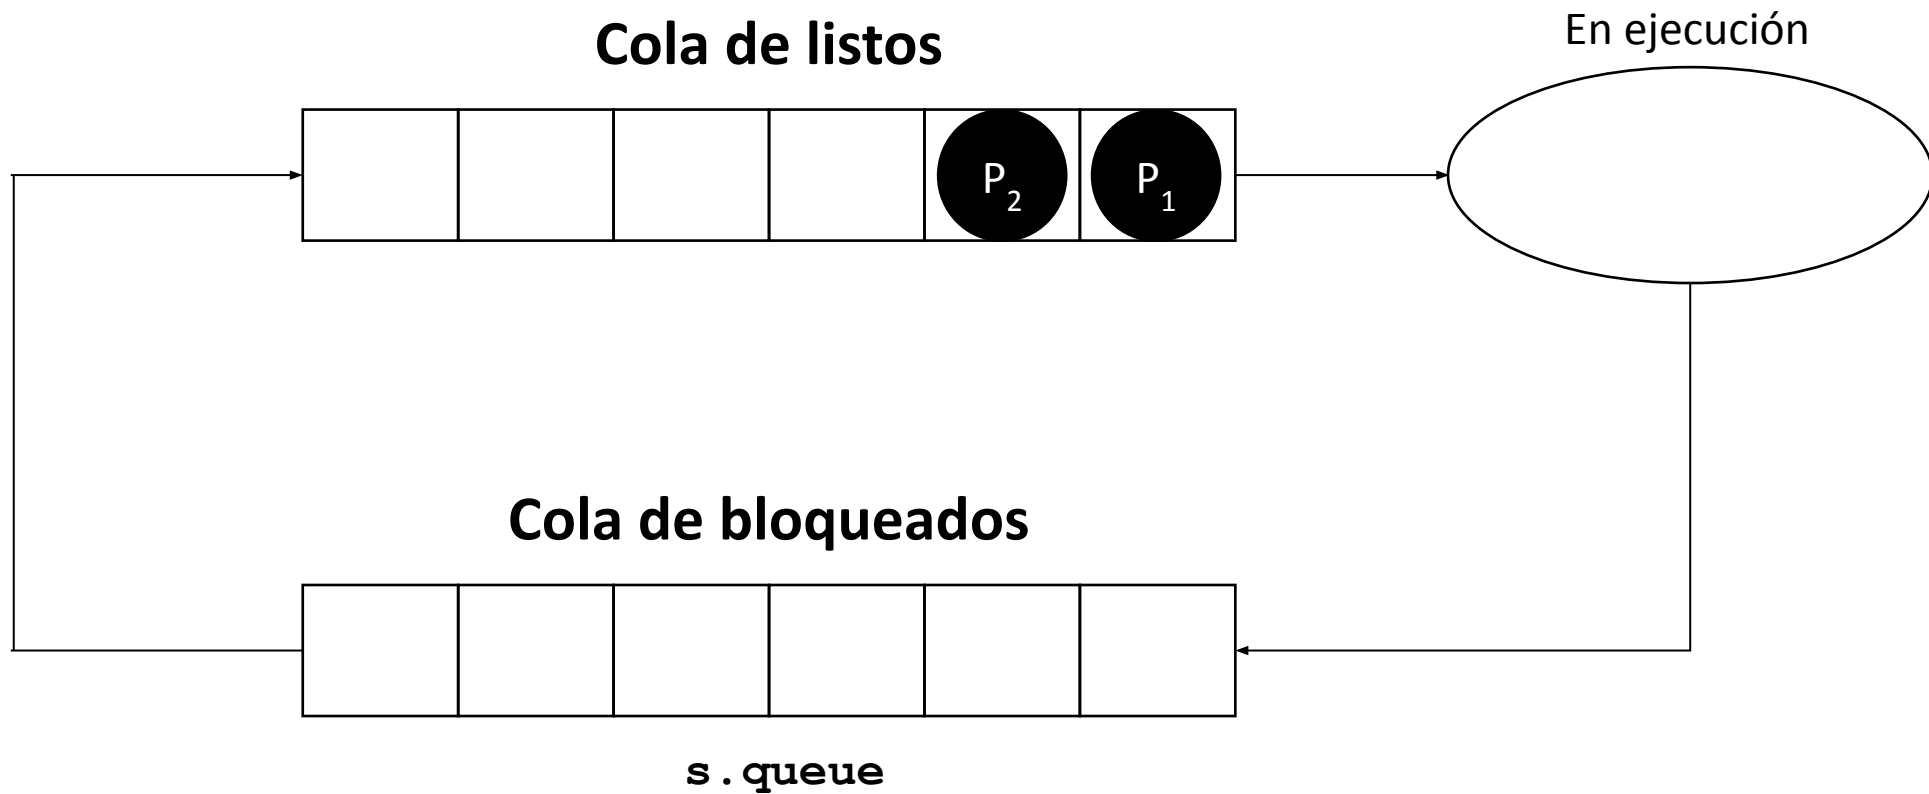 Cola de listos
En ejecución
P2 P1
Cola de bloqueados
s.queue